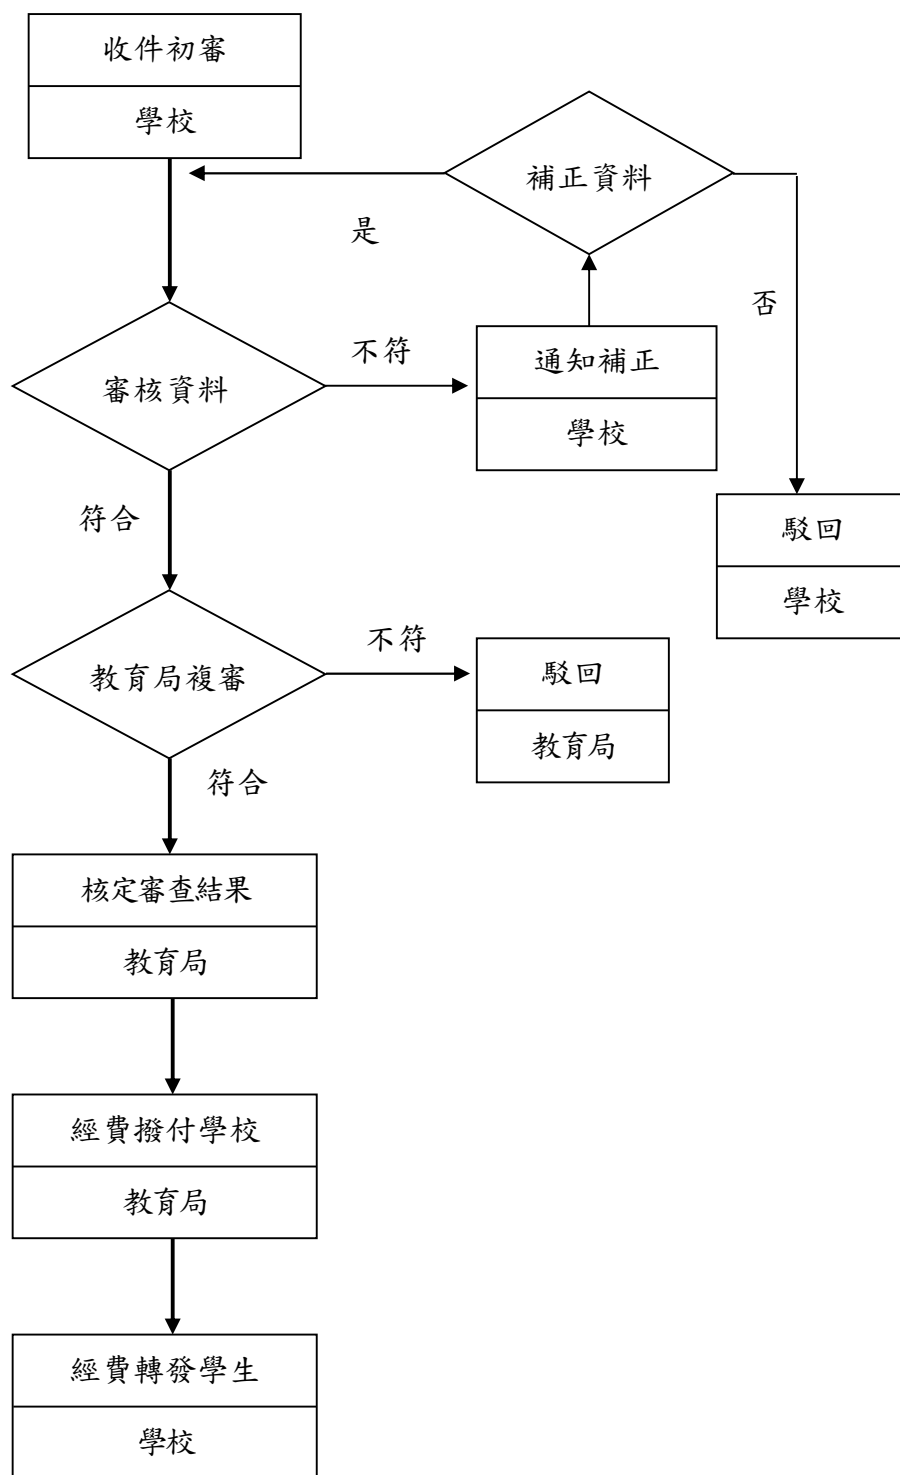 收件初審
學校
補正資料
是
否
不符
通知補正
學校
審核資料
符合
駁回
學校
不符
教育局複審
駁回
教育局
符合
核定審查結果
教育局
經費撥付學校
教育局
經費轉發學生
學校